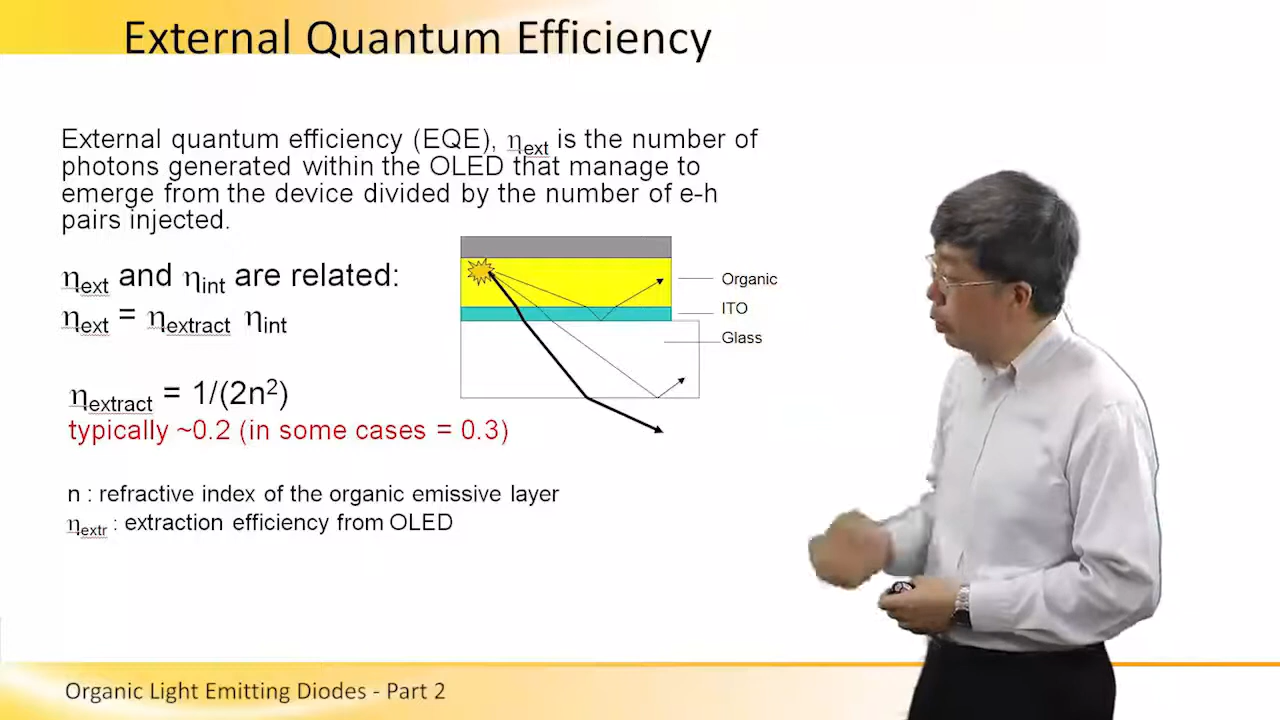 External Quantum Efficiency
External quantum efficiency (EQE), ηext is the number of
photons generated within the OLED that manage to
emerge from the device divided by the number of e-h
pairs injected.
ηext and ηint are related:
ηext = ηextract ηint
Organic
ITO
Glass
ηextract = 1/(2n²)
typically ~0.2 (in some cases = 0.3)
n : refractive index of the organic emissive layer
ηextr : extraction efficiency from OLED
Organic Light Emitting Diodes - Part 2